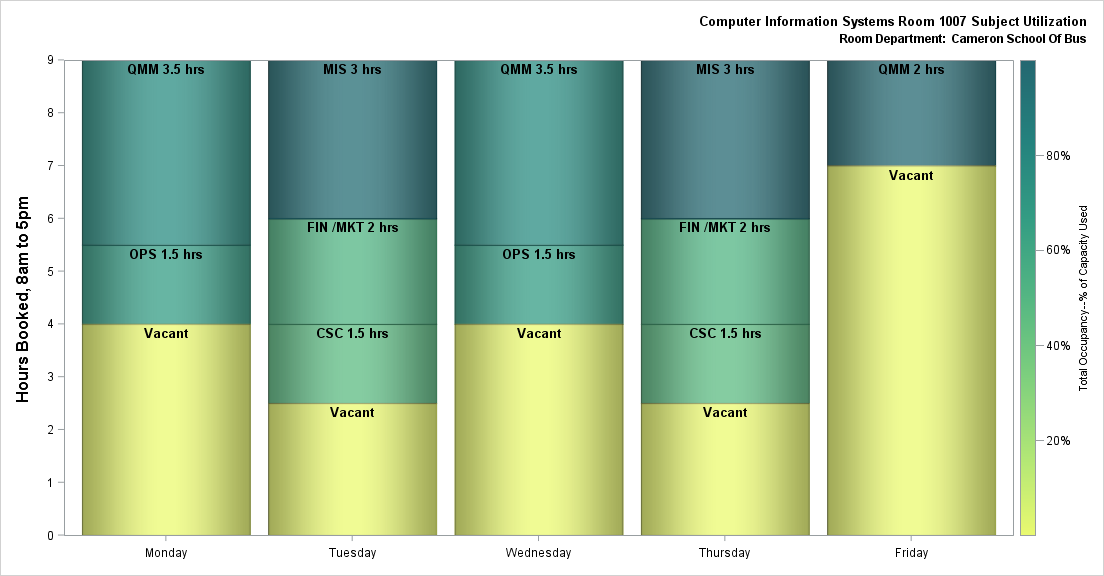 Computer Information Systems Room 1007 Subject Utilization
Room Department: Cameron School Of Bus
Hours Booked, 8am to 5pm
9
8
7
6
5
4
3
2
1
0
QMM 3.5 hrs
OPS 1.5 hrs
Vacant
MIS 3 hrs
FIN /MKT 2 hrs
CSC 1.5 hrs
Vacant
QMM 3.5 hrs
OPS 1.5 hrs
Vacant
MIS 3 hrs
FIN /MKT 2 hrs
CSC 1.5 hrs
Vacant
QMM 2 hrs
Vacant
Monday
Tuesday
Wednesday
Thursday
Friday
80%
60%
40%
20%
Total Occupancy--% of Capacity Used